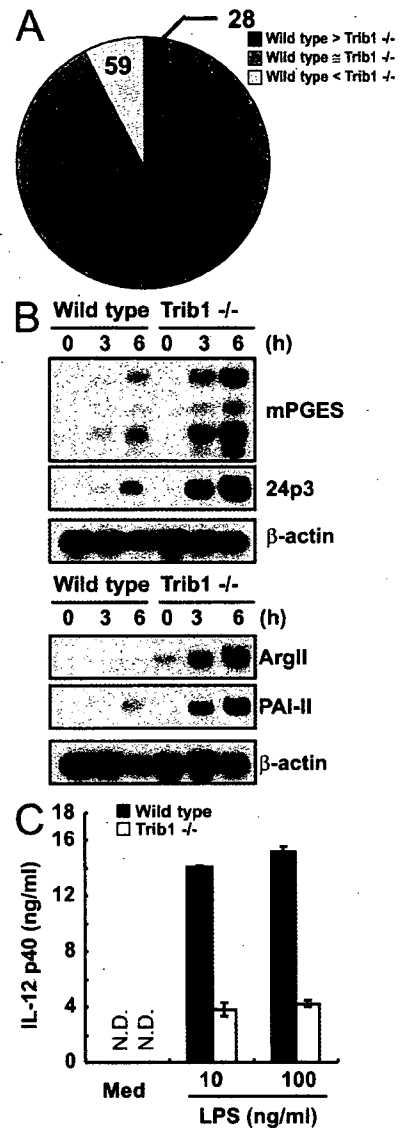 A
28
59
Wild type > Trib1 -/-
Wild type ≅ Trib1 -/-
Wild type < Trib1 -/-
B
Wild type Trib1 -/-
0 3 6 0 3 6 (h)
mPGES
24p3
β-actin
Wild type Trib1 -/-
0 3 6 0 3 6 (h)
ArgII
PAI-II
β-actin
C
Wild type
Trib1 -/-
IL-12 p40 (ng/ml)
18
16
12
8
4
0
N.D.
N.D.
Med
10
100
LPS (ng/ml)